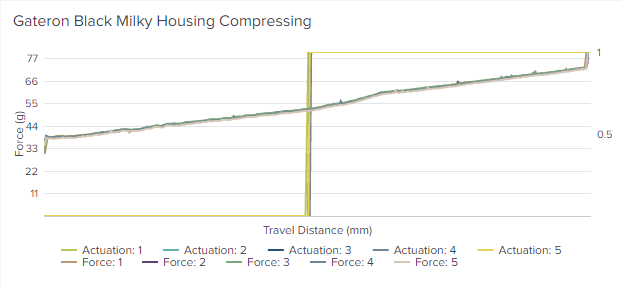 Gateron Black Milky Housing Compressing
77
66
55
44
33
22
11
Force (g)
1
0.5
Travel Distance (mm)
Actuation: 1 Actuation: 2 Actuation: 3 Actuation: 4 Actuation: 5
Force: 1 Force: 2 Force: 3 Force: 4 Force: 5